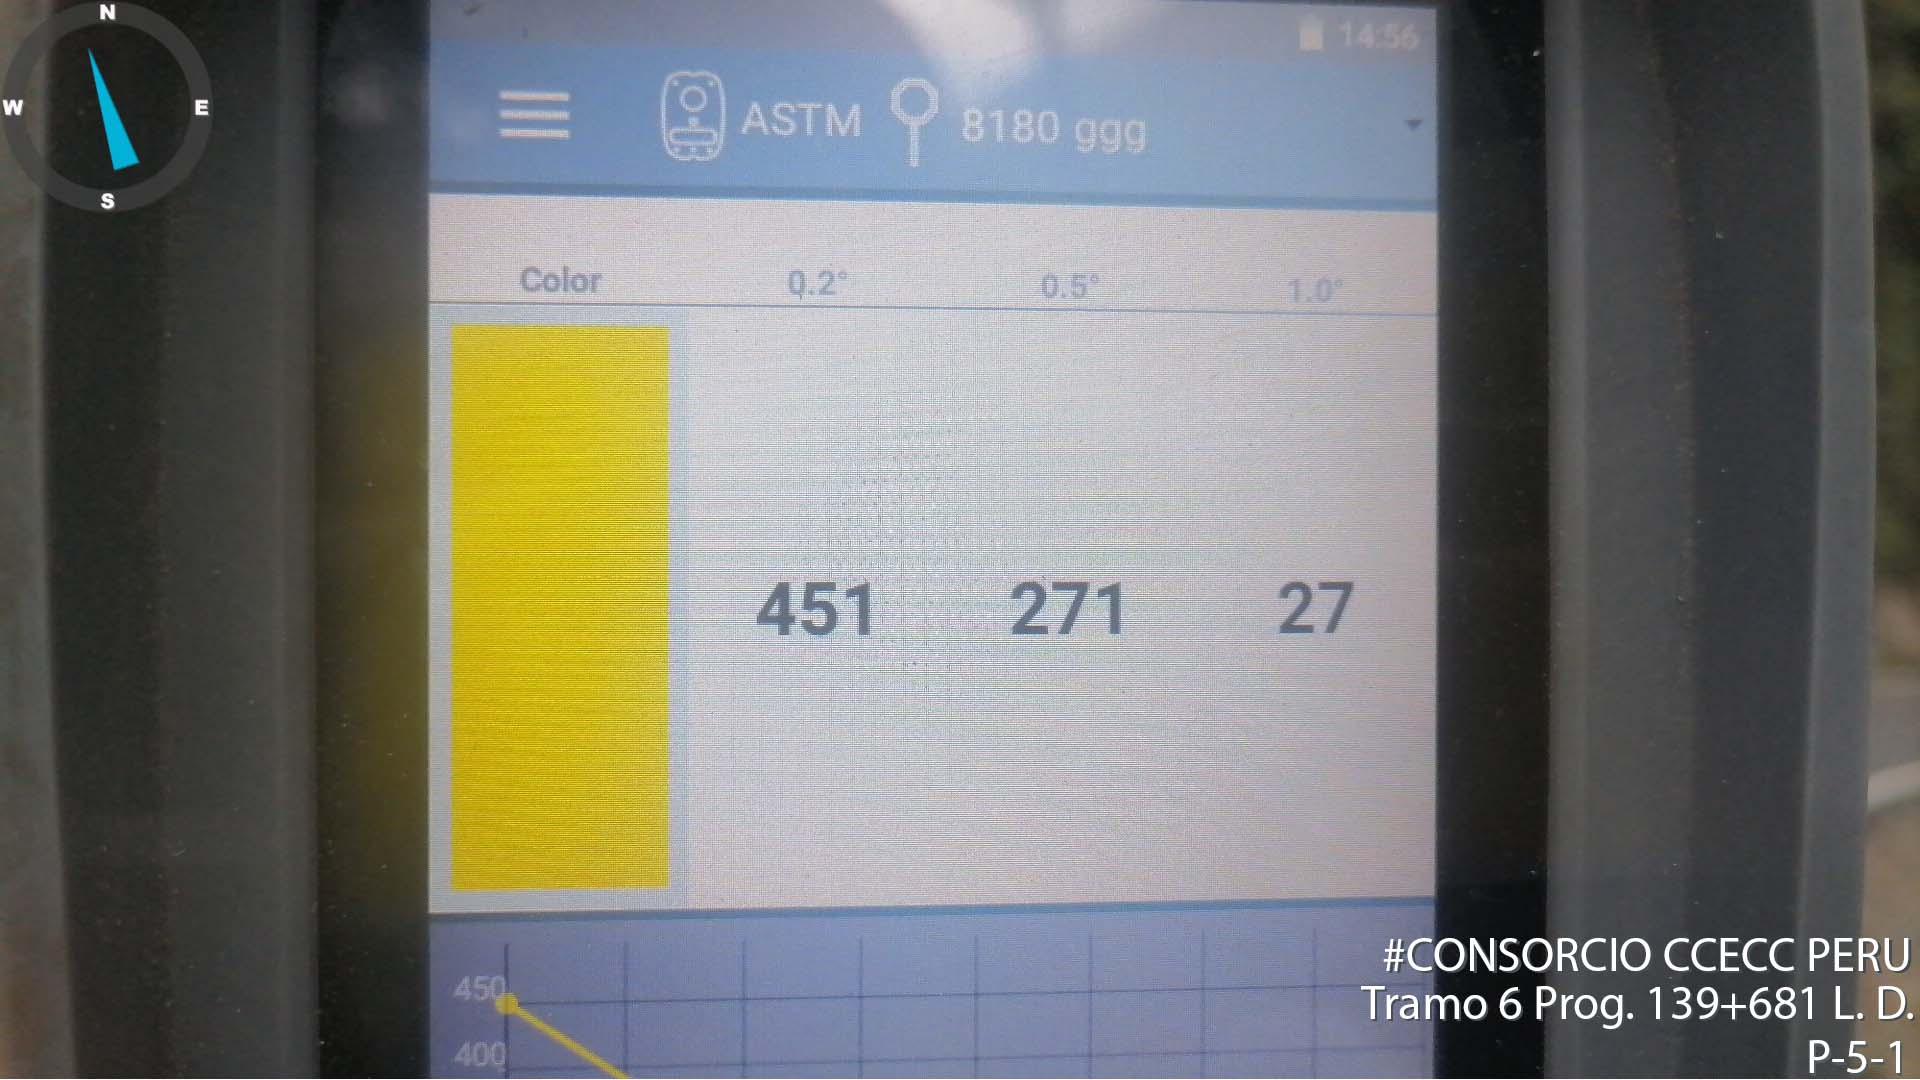 N
W
E
S
14:56
ASTM
8180 ggg
Color 0.2° 0.5° 1.0°
451 271 27
450
400
#CONSORCIO CCECC PERU
Tramo 6 Prog. 139+681 L. D.
P-5-1